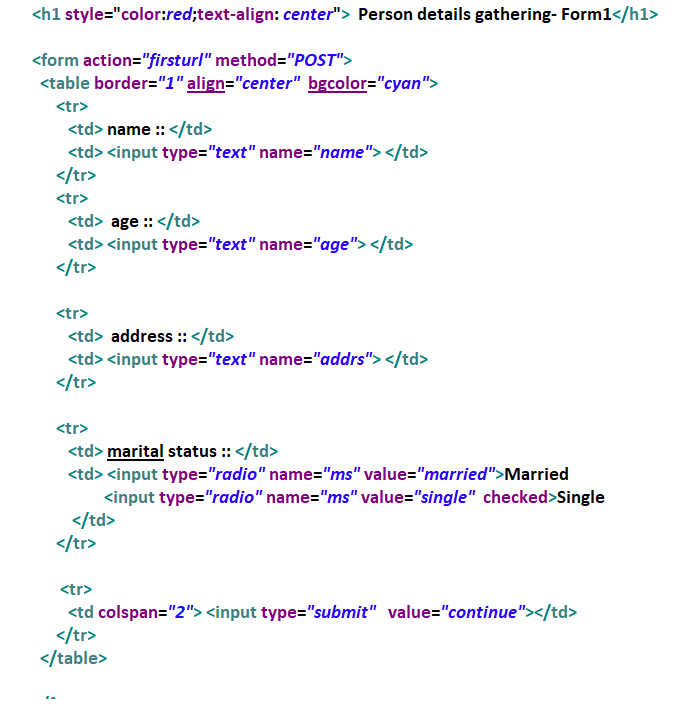 <h1 style="color:red;text-align: center">  Person details gathering- Form1</h1>
<form action="firsturl" method="POST">
<table border="1" align="center"  bgcolor="cyan">
<tr>
<td> name :: </td>
<td> <input type="text" name="name"> </td>
</tr>
<tr>
<td>  age :: </td>
<td> <input type="text" name="age"> </td>
</tr>
<tr>
<td>  address :: </td>
<td> <input type="text" name="addrs"> </td>
</tr>
<tr>
<td> marital status :: </td>
<td> <input type="radio" name="ms" value="married">Married
<input type="radio" name="ms" value="single"  checked>Single
</td>
</tr>
<tr>
<td colspan="2"> <input type="submit"   value="continue"></td>
</tr>
</table>